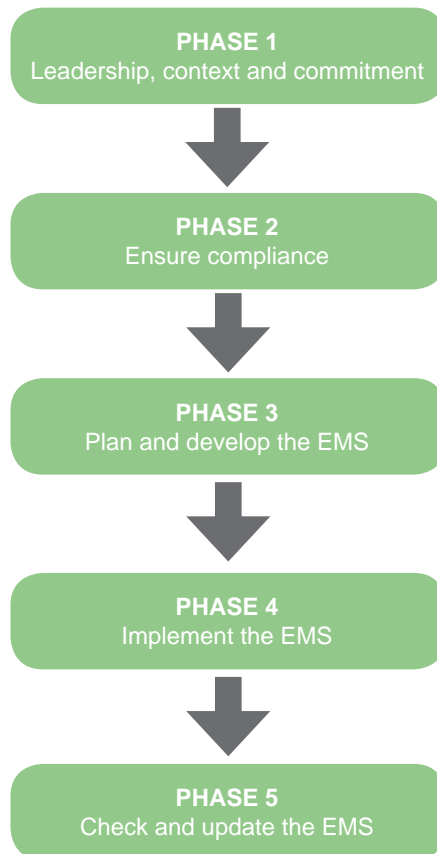 PHASE 1
Leadership, context and commitment
PHASE 2
Ensure compliance
PHASE 3
Plan and develop the EMS
PHASE 4
Implement the EMS
PHASE 5
Check and update the EMS